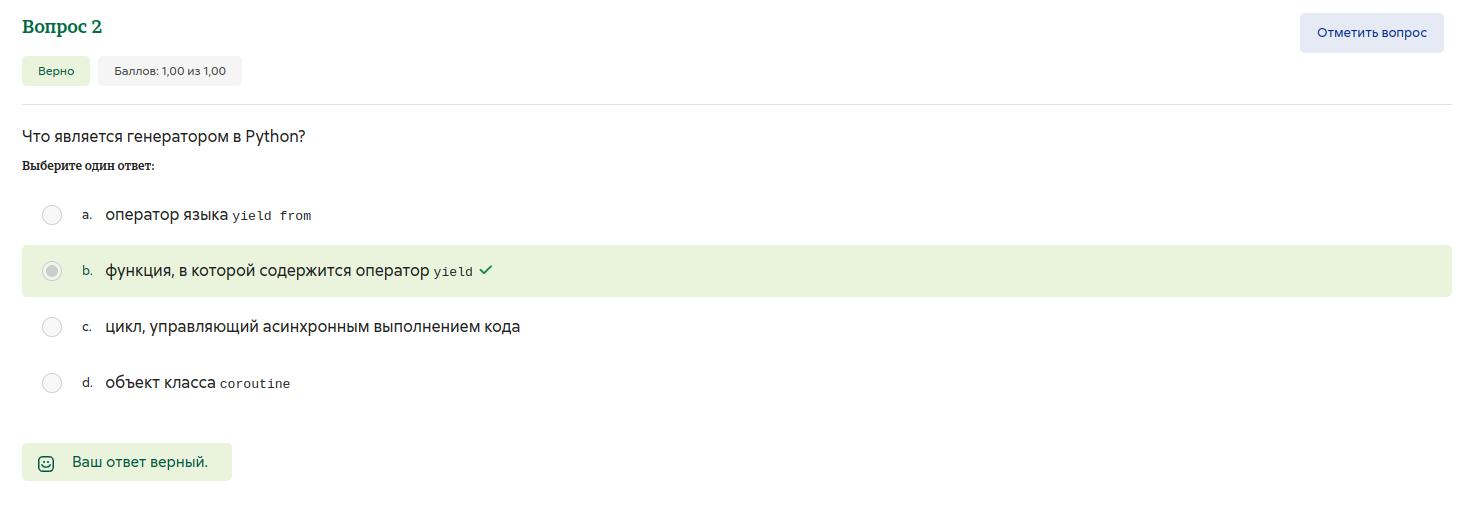 Вопрос 2
Отметить вопрос
Верно
Баллов: 1,00 из 1,00
Что является генератором в Python?
Выберите один ответ:
a. оператор языка yield from
b. функция, в которой содержится оператор yield
c. цикл, управляющий асинхронным выполнением кода
d. объект класса coroutine
Ваш ответ верный.